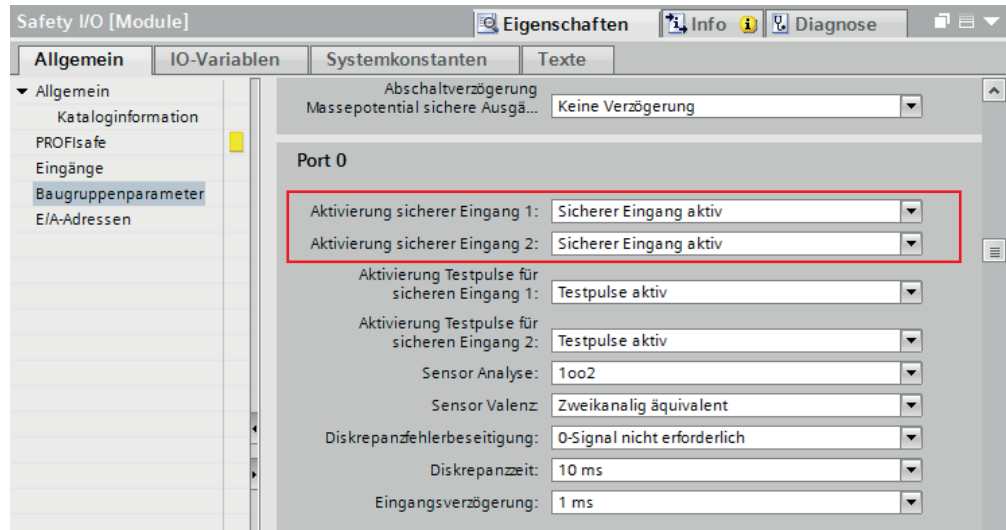 Safety I/O [Module]
Eigenschaften
Info
Diagnose
Allgemein
IO-Variablen
Systemkonstanten
Texte
Allgemein
Kataloginformation
PROFIsafe
Eingänge
Baugruppenparameter
E/A-Adressen
Abschaltverzögerung
Massepotential sichere Ausgä... Keine Verzögerung
Port 0
Aktivierung sicherer Eingang 1: Sicherer Eingang aktiv
Aktivierung sicherer Eingang 2: Sicherer Eingang aktiv
Aktivierung Testpulse für
sicheren Eingang 1: Testpulse aktiv
Aktivierung Testpulse für
sicheren Eingang 2: Testpulse aktiv
Sensor Analyse: 1oo2
Sensor Valenz: Zweikanalig äquivalent
Diskrepanzfehlerbeseitigung: 0-Signal nicht erforderlich
Diskrepanzzeit: 10 ms
Eingangsverzögerung: 1 ms